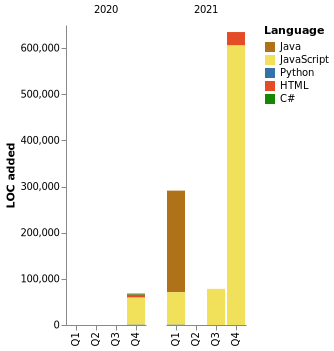 2020
2021
Language
Java
JavaScript
Python
HTML
C#
LOC added
600,000
500,000
400,000
300,000
200,000
100,000
0
Q1
Q2
Q3
Q4
Q1
Q2
Q3
Q4